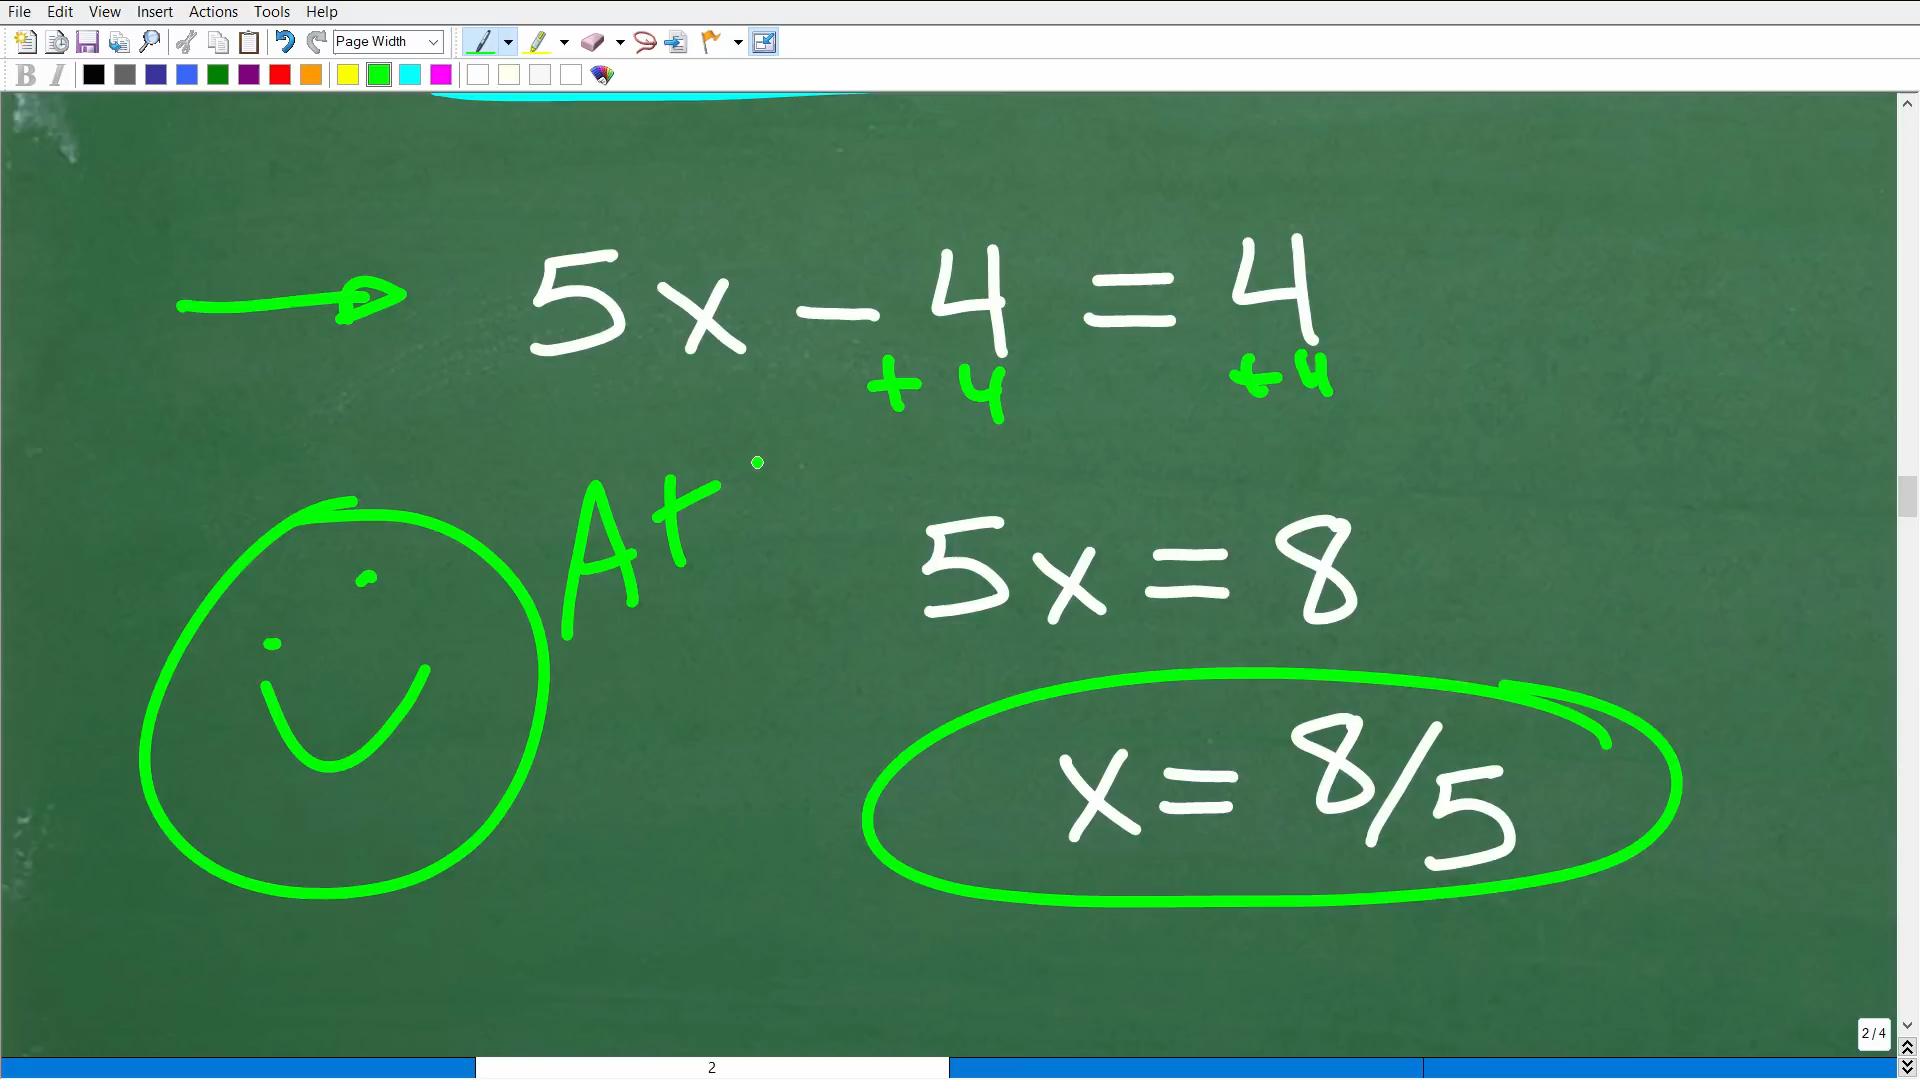 File Edit View Insert Actions Tools Help
Page Width
B I
5x - 4 = 4
+ 4 +4
A+
5x = 8
x = 8/5
2 / 4
2